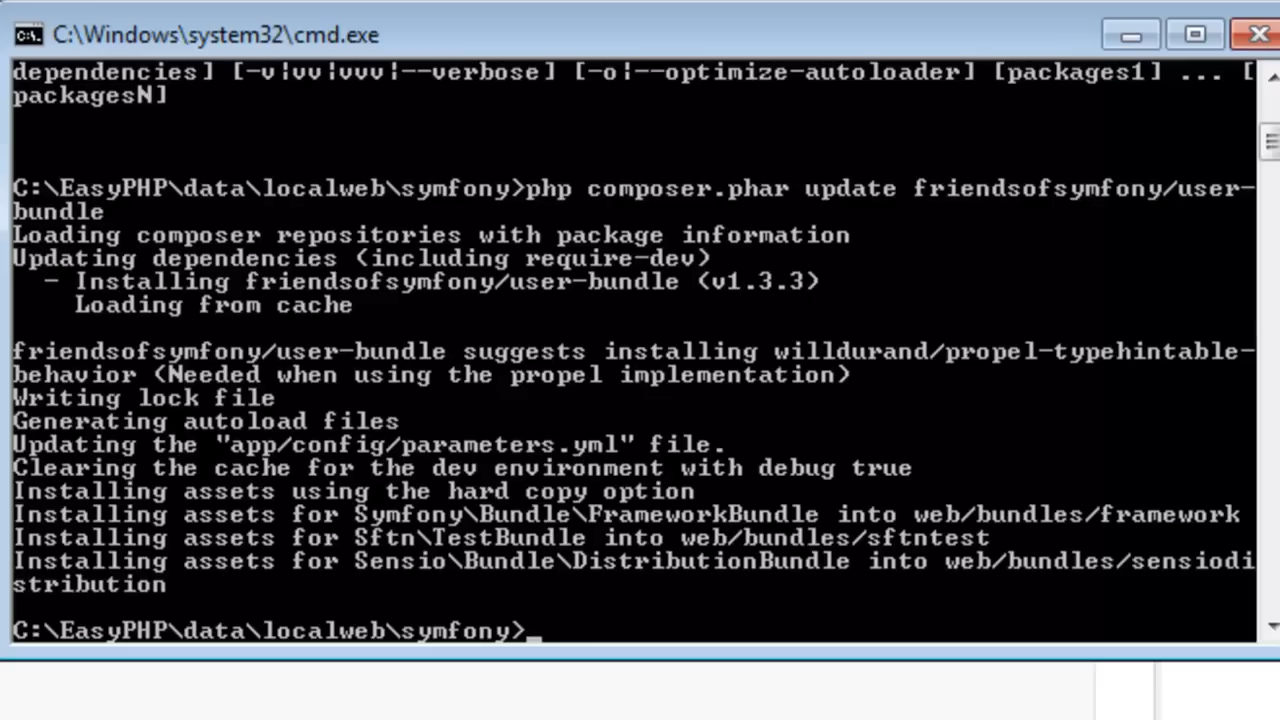 C:\Windows\system32\cmd.exe
dependencies] [-v|vv|vvv|--verbose] [-o|--optimize-autoloader] [packages1] ... [
packagesN]
C:\EasyPHP\data\localweb\symfony>php composer.phar update friendsofsymfony/user-
bundle
Loading composer repositories with package information
Updating dependencies (including require-dev)
  - Installing friendsofsymfony/user-bundle (v1.3.3)
    Loading from cache
friendsofsymfony/user-bundle suggests installing willdurand/propel-typehintable-
behavior (Needed when using the propel implementation)
Writing lock file
Generating autoload files
Updating the "app/config/parameters.yml" file.
Clearing the cache for the dev environment with debug true
Installing assets using the hard copy option
Installing assets for Symfony\Bundle\FrameworkBundle into web/bundles/framework
Installing assets for Sftn\TestBundle into web/bundles/sftntest
Installing assets for Sensio\Bundle\DistributionBundle into web/bundles/sensiodi
stribution
C:\EasyPHP\data\localweb\symfony>_